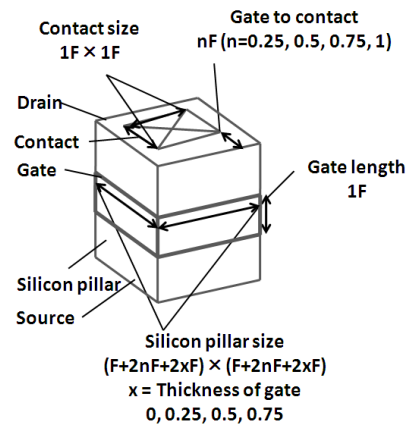 Contact size
1F × 1F
Gate to contact
nF (n=0.25, 0.5, 0.75, 1)
Drain
Contact
Gate
Gate length
1F
Silicon pillar
Source
Silicon pillar size
(F+2nF+2xF) × (F+2nF+2xF)
x = Thickness of gate
0, 0.25, 0.5, 0.75